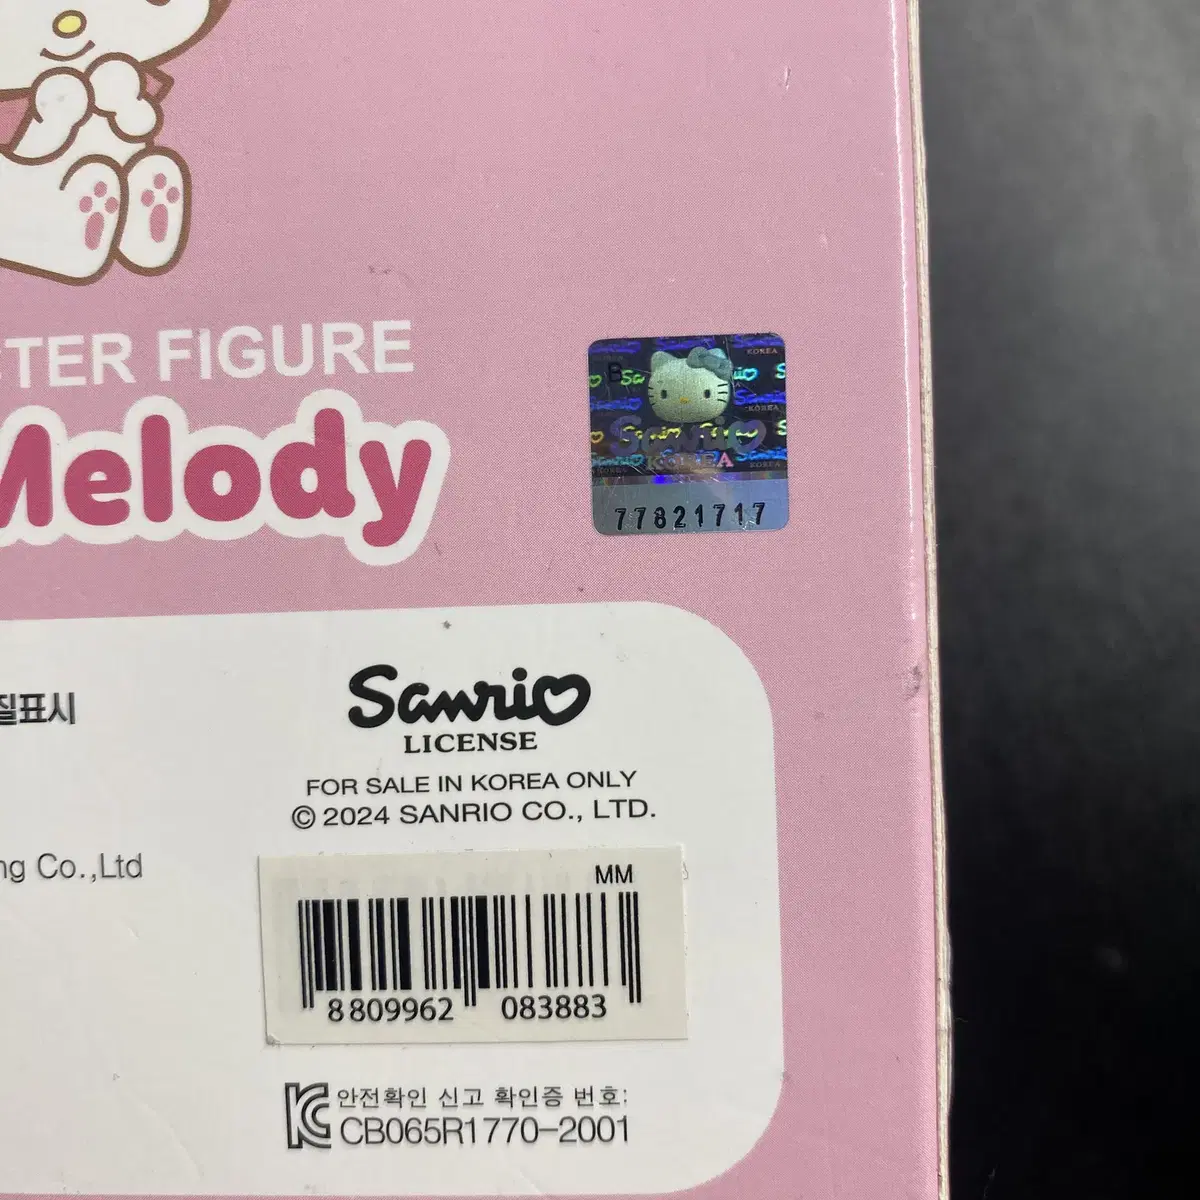 TER FIGURE
Melody
KOREA
Sanrio
KOREA
77821717
질표시
Sanrio
LICENSE
FOR SALE IN KOREA ONLY
© 2024 SANRIO CO., LTD.
ng Co.,Ltd
MM
8 809962 083883
안전확인 신고 확인증 번호:
CB065R1770-2001